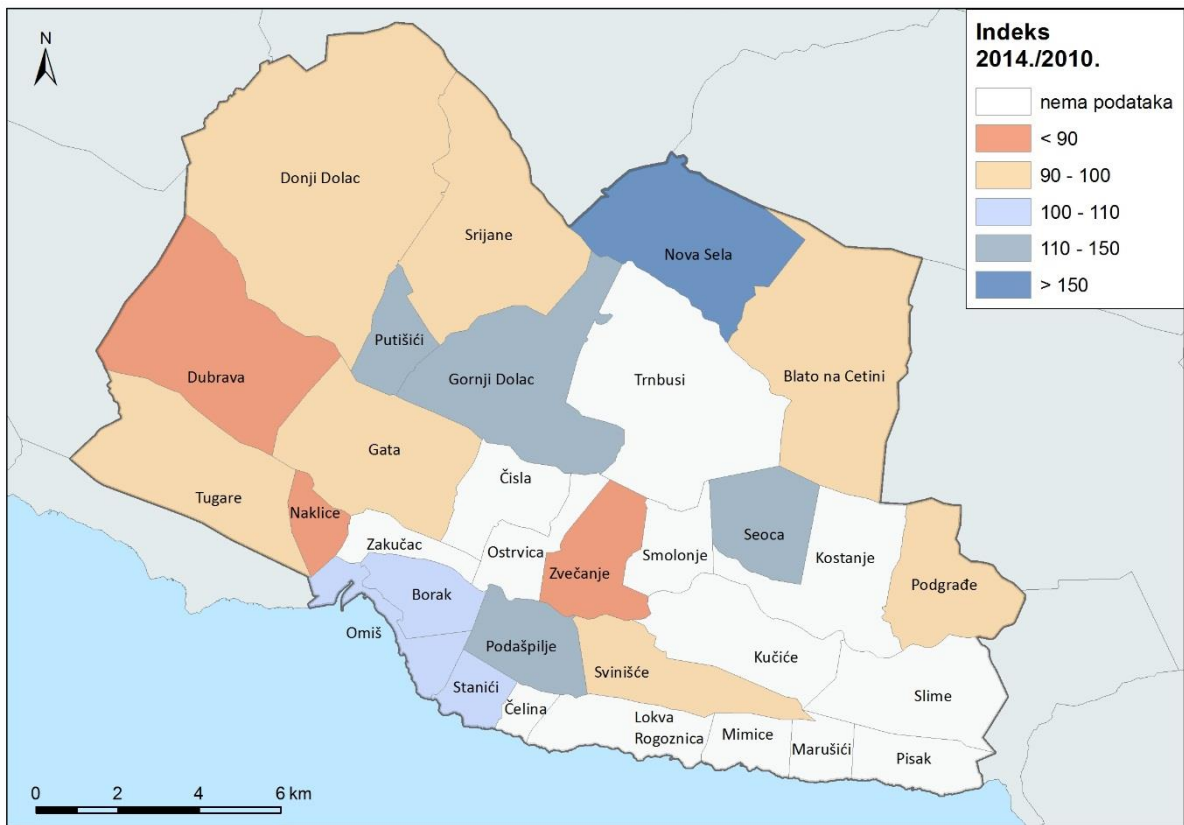 N
Indeks
2014./2010.
nema podataka
< 90
90 - 100
100 - 110
110 - 150
> 150
Donji Dolac
Srijane
Nova Sela
Putišići
Dubrava
Gornji Dolac
Trnbusi
Blato na Cetini
Gata
Čisla
Tugare
Naklice
Zakučac
Ostrvica
Smolonje
Seoca
Kostanje
Zvečanje
Podgrađe
Borak
Omiš
Podašpilje
Kučiće
Svinišće
Stanići
Slime
Čelina
Lokva
Rogoznica
Mimice
Marušići
Pisak
0 2 4 6 km